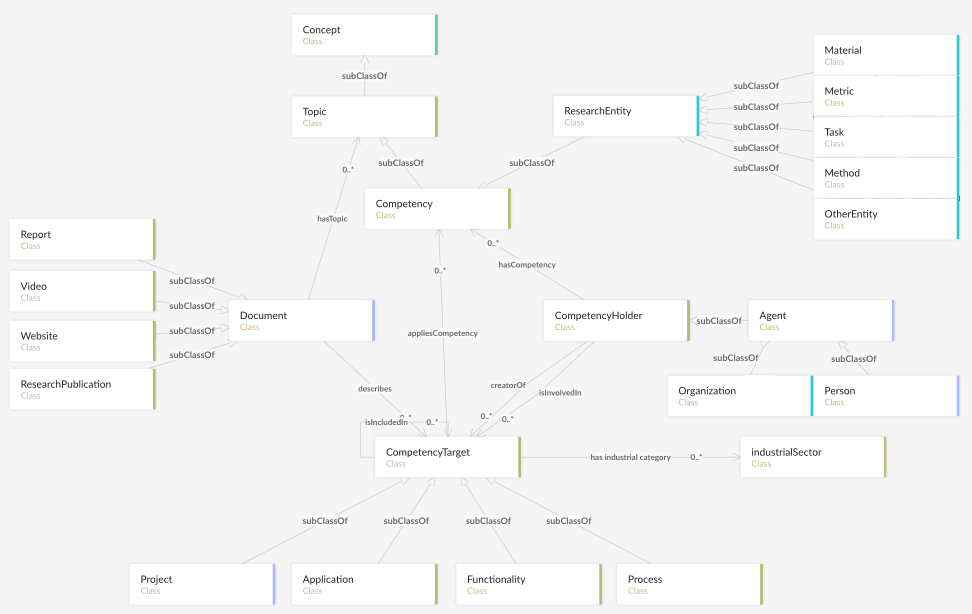 Concept
Class
Material
Class
subClassOf
subClassOf
Metric
Class
Topic
Class
ResearchEntity
Class
subClassOf
subClassOf
Task
Class
subClassOf
0..*
subClassOf
subClassOf
subClassOf
Method
Class
Competency
Class
OtherEntity
Class
hasTopic
Report
Class
0..*
hasCompetency
0..*
subClassOf
Video
Class
subClassOf
Document
Class
CompetencyHolder
Class
subClassOf
Agent
Class
Website
Class
subClassOf
appliesCompetency
subClassOf
subClassOf
subClassOf
ResearchPublication
Class
describes
creatorOf
isInvolvedIn
Organization
Class
Person
Class
0..*
isIncludedIn
0..*
0..*
0..*
CompetencyTarget
Class
has industrial category
0..*
industrialSector
Class
subClassOf
subClassOf
subClassOf
subClassOf
Project
Class
Application
Class
Functionality
Class
Process
Class